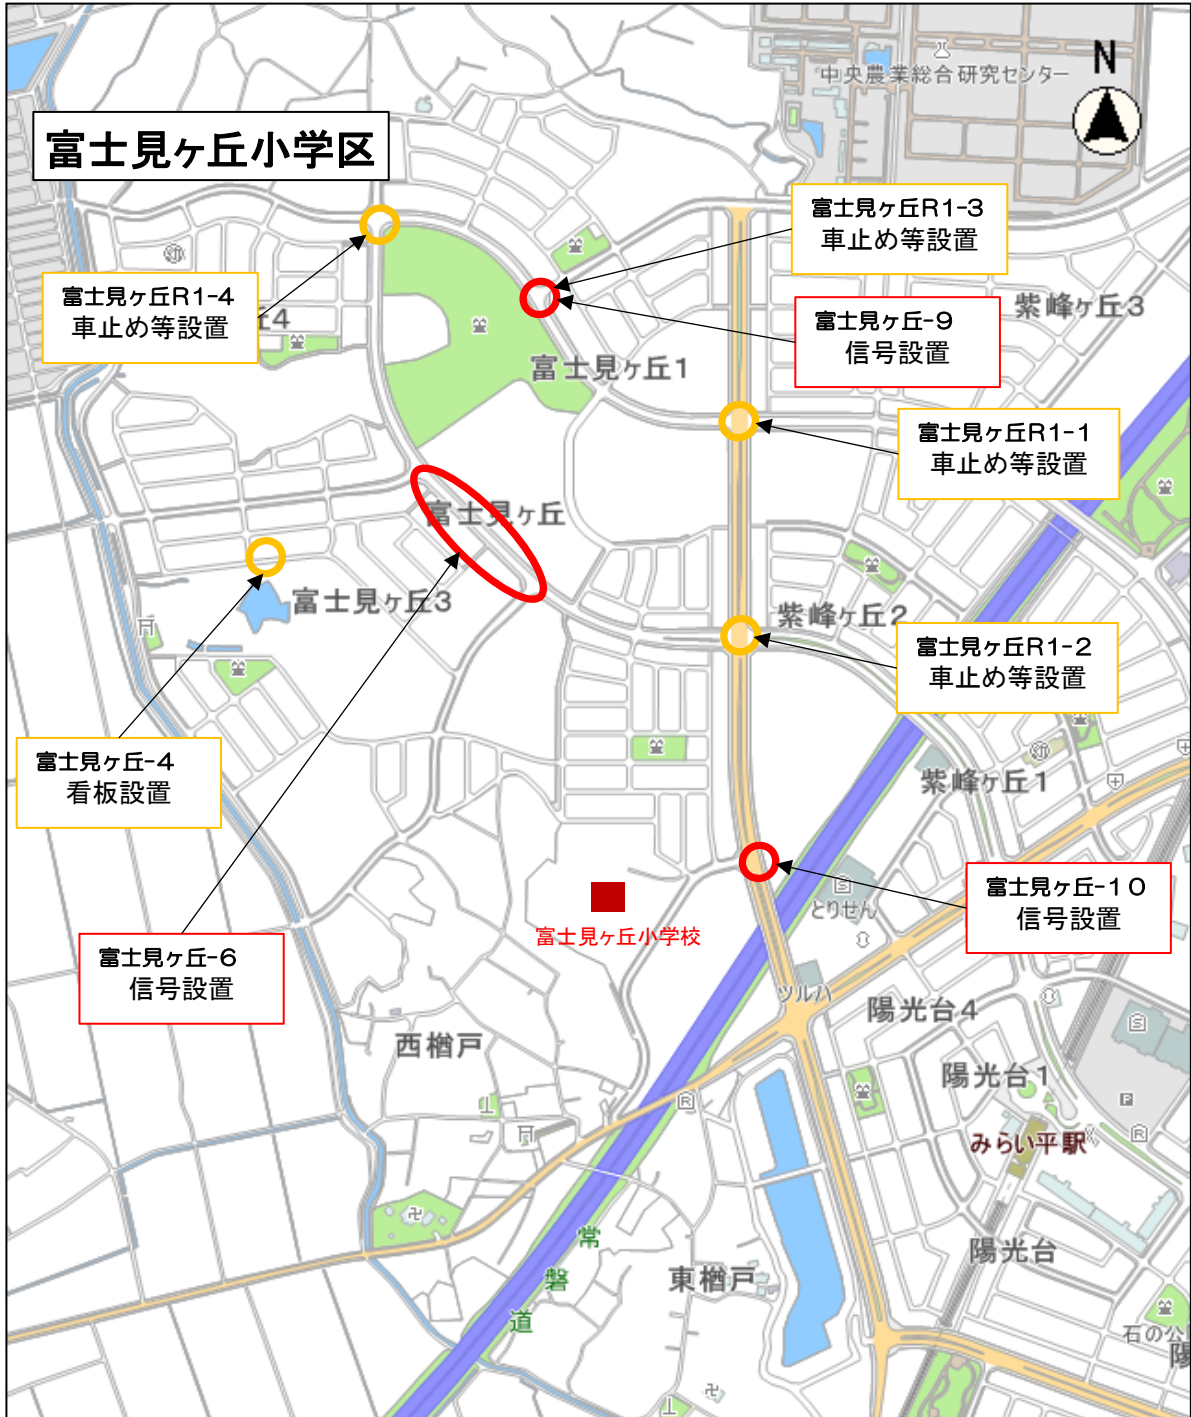 中央農業総合研究センター
N
富士見ヶ丘小学区
富士見ヶ丘R1-3
車止め等設置
富士見ヶ丘R1-4
車止め等設置
丘4
紫峰ヶ丘3
富士見ヶ丘-9
信号設置
富士見ヶ丘1
富士見ヶ丘R1-1
車止め等設置
富士見ヶ丘
富士見ヶ丘3
紫峰ヶ丘2
富士見ヶ丘R1-2
車止め等設置
富士見ヶ丘-4
看板設置
紫峰ヶ丘1
富士見ヶ丘-10
信号設置
とりせん
富士見ヶ丘小学校
富士見ヶ丘-6
信号設置
ツルハ
陽光台4
西楢戸
陽光台1
みらい平駅
陽光台
常磐道
東楢戸
石の公
陽